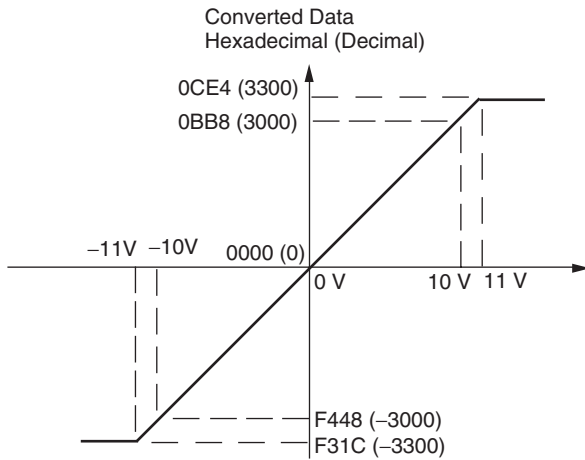 Converted Data
Hexadecimal (Decimal)
0CE4 (3300)
0BB8 (3000)
−11V −10V 0000 (0)
0 V 10 V 11 V
F448 (−3000)
F31C (−3300)